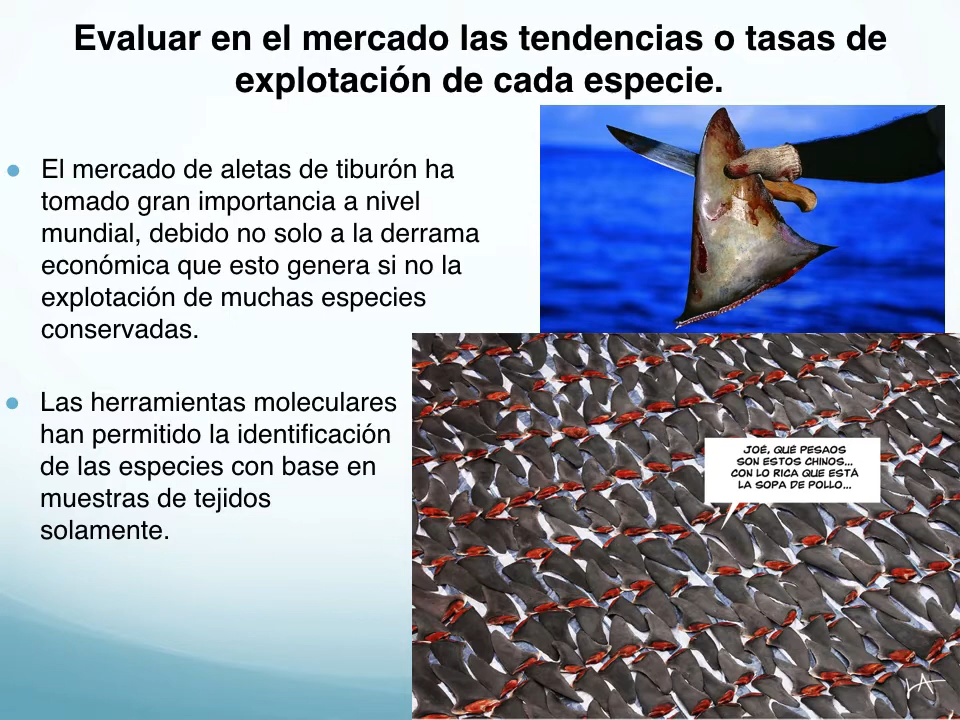 Evaluar en el mercado las tendencias o tasas de
explotación de cada especie.
El mercado de aletas de tiburón ha
tomado gran importancia a nivel
mundial, debido no solo a la derrama
económica que esto genera si no la
explotación de muchas especies
conservadas.
Las herramientas moleculares
han permitido la identificación
de las especies con base en
muestras de tejidos
solamente.
JOÉ, QUÉ PESAOS
SON ESTOS CHINOS...
CON LO RICA QUE ESTÁ
LA SOPA DE POLLO...